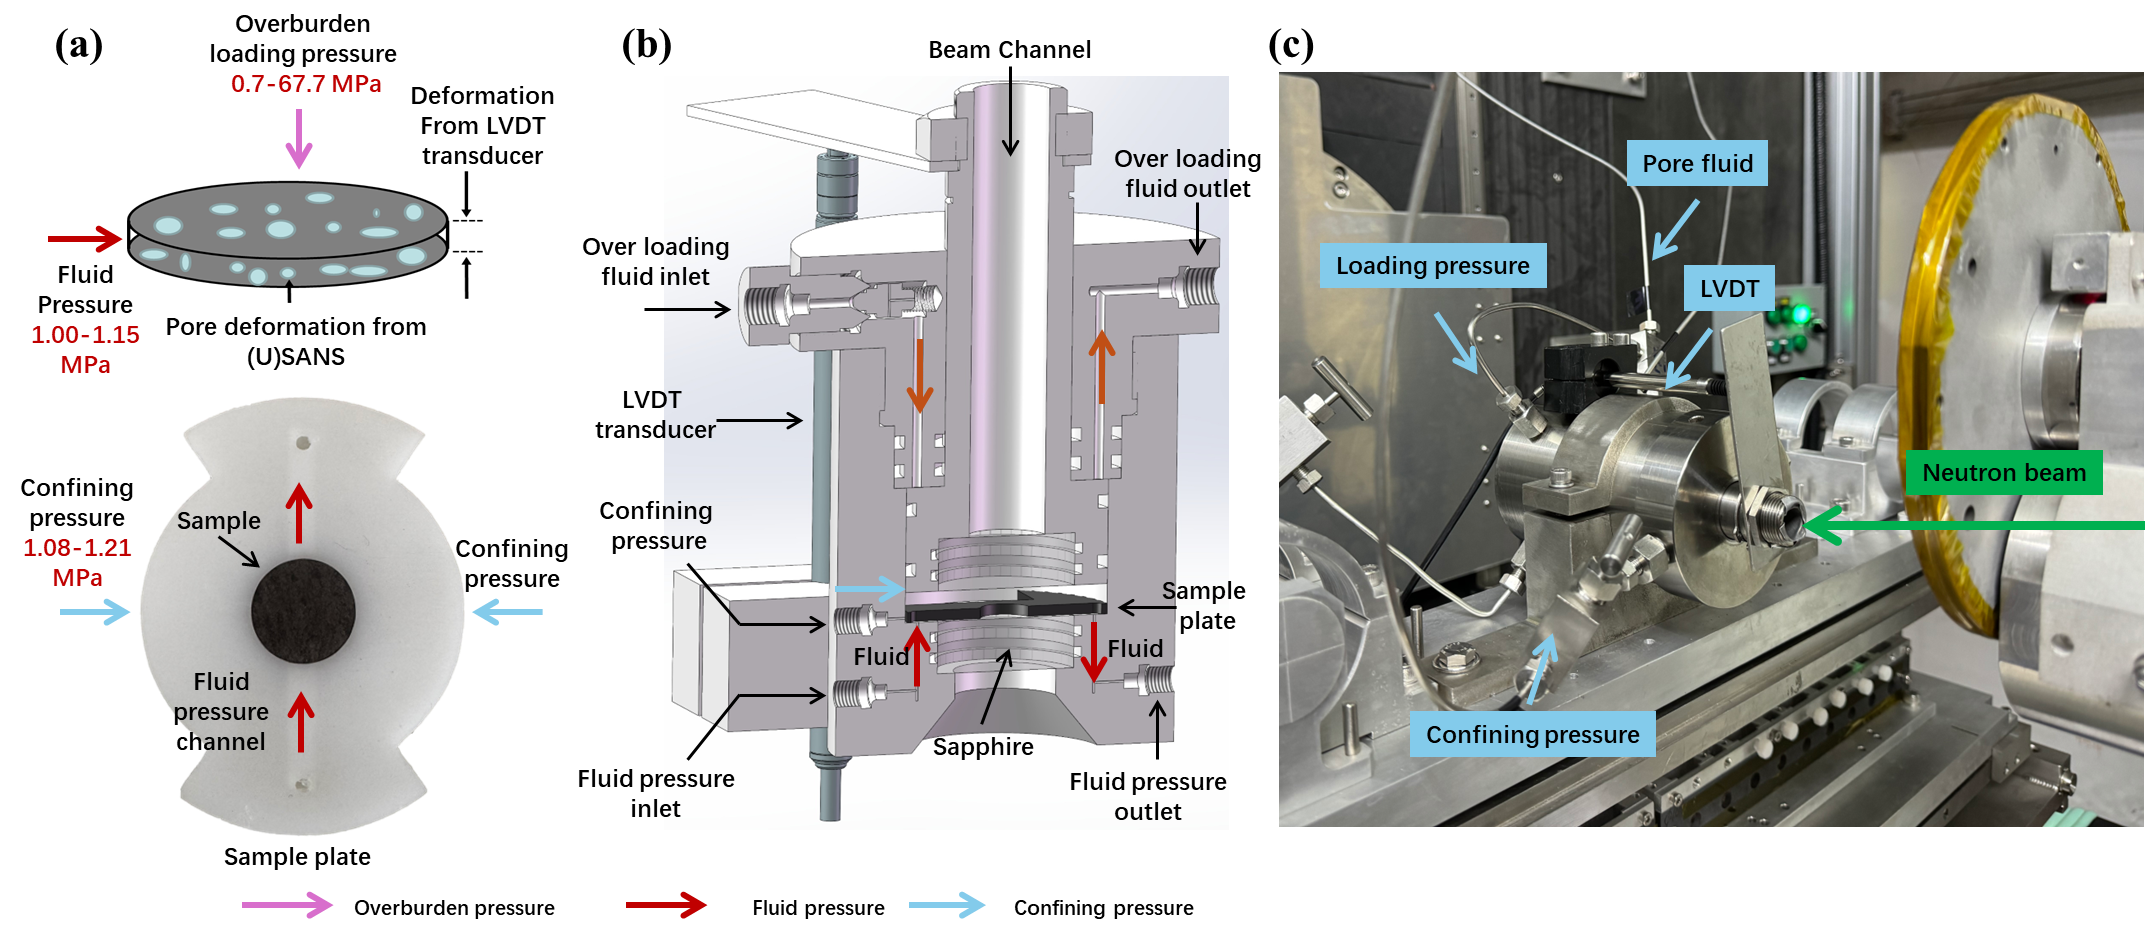 (a)
Overburden
loading pressure
0.7-67.7 MPa
Deformation
From LVDT
transducer
Fluid
Pressure
1.00-1.15
MPa
Pore deformation from
(U)SANS
Confining
pressure
1.08-1.21
MPa
Sample
Confining
pressure
Fluid
pressure
channel
Sample plate
(b)
Beam Channel
Over loading
fluid outlet
Over loading
fluid inlet
LVDT
transducer
Confining
pressure
Sample
plate
Fluid
Fluid
Sapphire
Fluid pressure
inlet
Fluid pressure
outlet
(c)
Pore fluid
Loading pressure
LVDT
Neutron beam
Confining pressure
Overburden pressure
Fluid pressure
Confining pressure